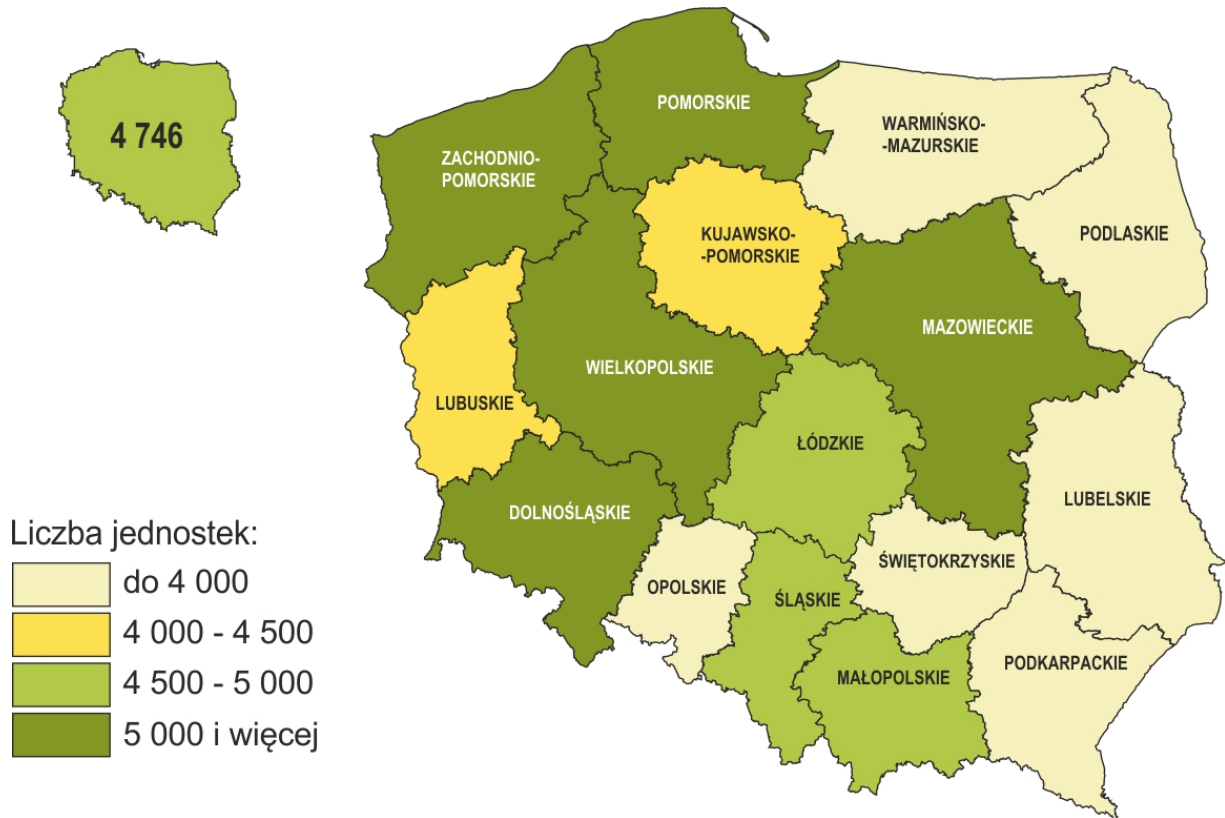 4 746
POMORSKIE
WARMIŃSKO-
-MAZURSKIE
ZACHODNIO-
POMORSKIE
KUJAWSKO-
-POMORSKIE
PODLASKIE
MAZOWIECKIE
WIELKOPOLSKIE
LUBUSKIE
ŁÓDZKIE
LUBELSKIE
DOLNOŚLĄSKIE
OPOLSKIE
ŚLĄSKIE
ŚWIĘTOKRZYSKIE
MAŁOPOLSKIE
PODKARPACKIE
Liczba jednostek:
do 4 000
4 000 - 4 500
4 500 - 5 000
5 000 i więcej